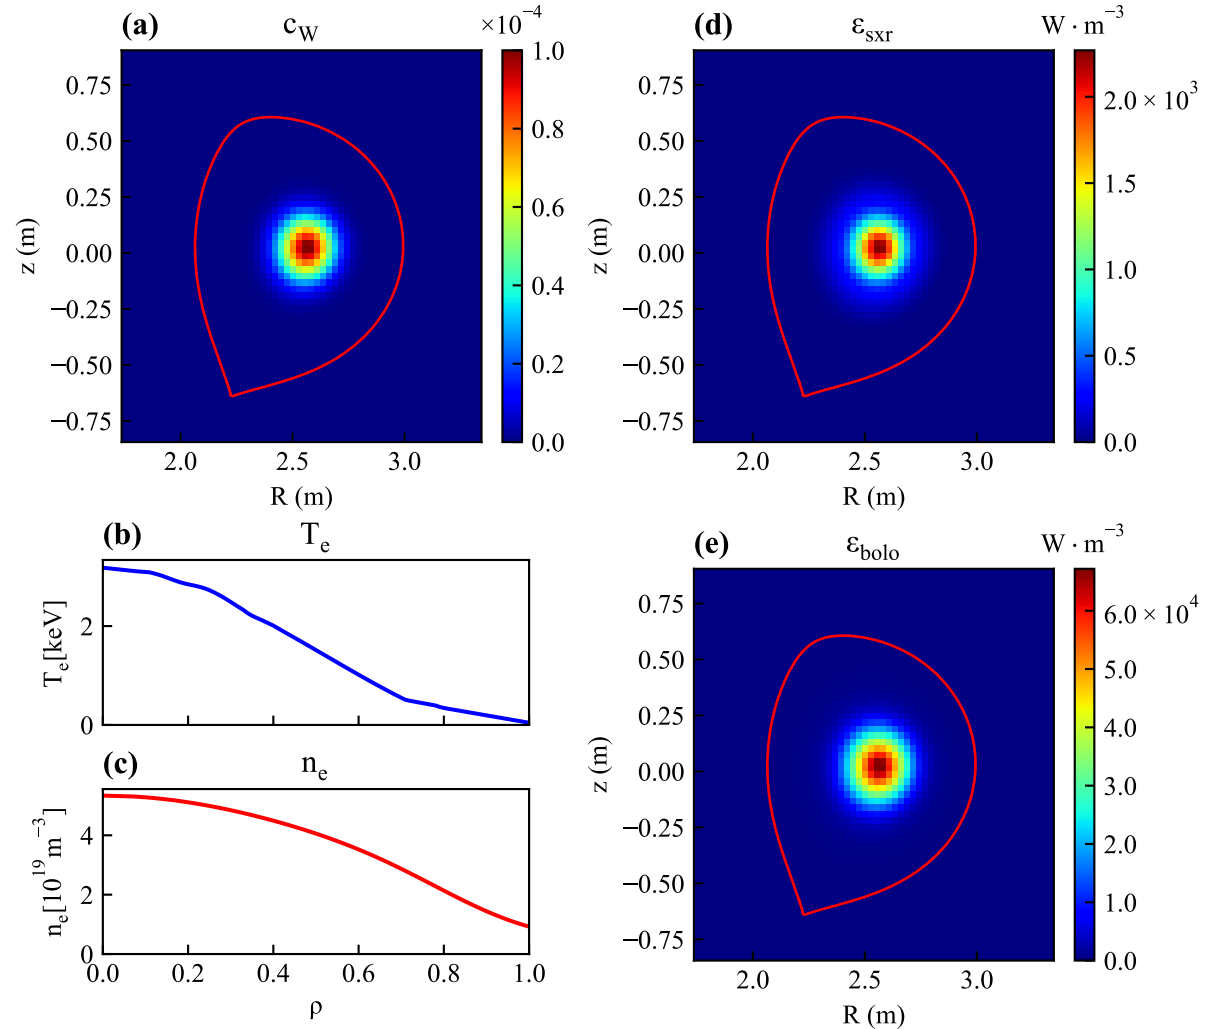 (a) c_W ×10⁻⁴
0.75
0.50
0.25
0.00
−0.25
−0.50
−0.75
z (m)
2.0 2.5 3.0
R (m)
1.0
0.8
0.6
0.4
0.2
0.0
(d) ε_sxr W · m⁻³
0.75
0.50
0.25
0.00
−0.25
−0.50
−0.75
z (m)
2.0 2.5 3.0
R (m)
2.0 × 10³
1.5
1.0
0.5
0.0
(b) T_e
T_e[keV]
2
0
(c) n_e
n_e[10¹⁹ m⁻³]
4
2
0
0.0 0.2 0.4 0.6 0.8 1.0
ρ
(e) ε_bolo W · m⁻³
0.75
0.50
0.25
0.00
−0.25
−0.50
−0.75
z (m)
2.0 2.5 3.0
R (m)
6.0 × 10⁴
5.0
4.0
3.0
2.0
1.0
0.0